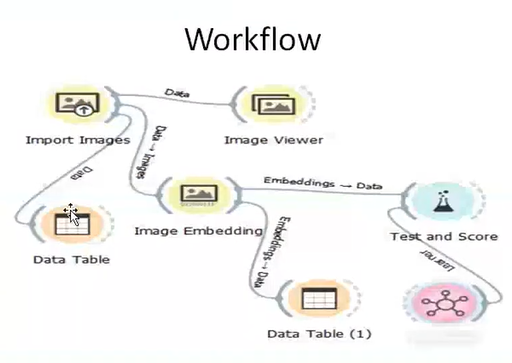 Workflow
Data
Import Images
Image Viewer
Data → Images
Data
Embeddings → Data
Image Embedding
Test and Score
Embeddings → Data
Data Table
Learner
Data Table (1)